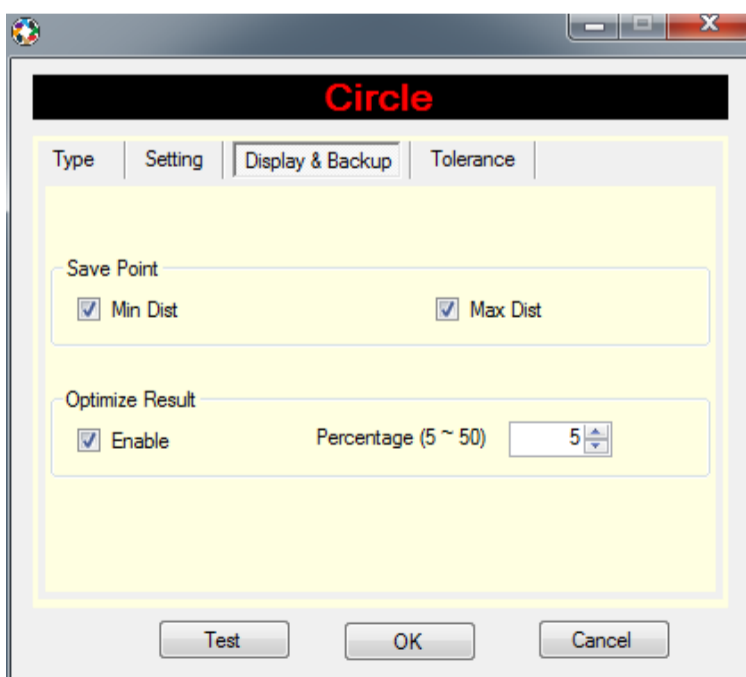 Circle
Type Setting Display & Backup Tolerance
Save Point
Min Dist Max Dist
Optimize Result
Enable Percentage (5 ~ 50) 5
Test OK Cancel